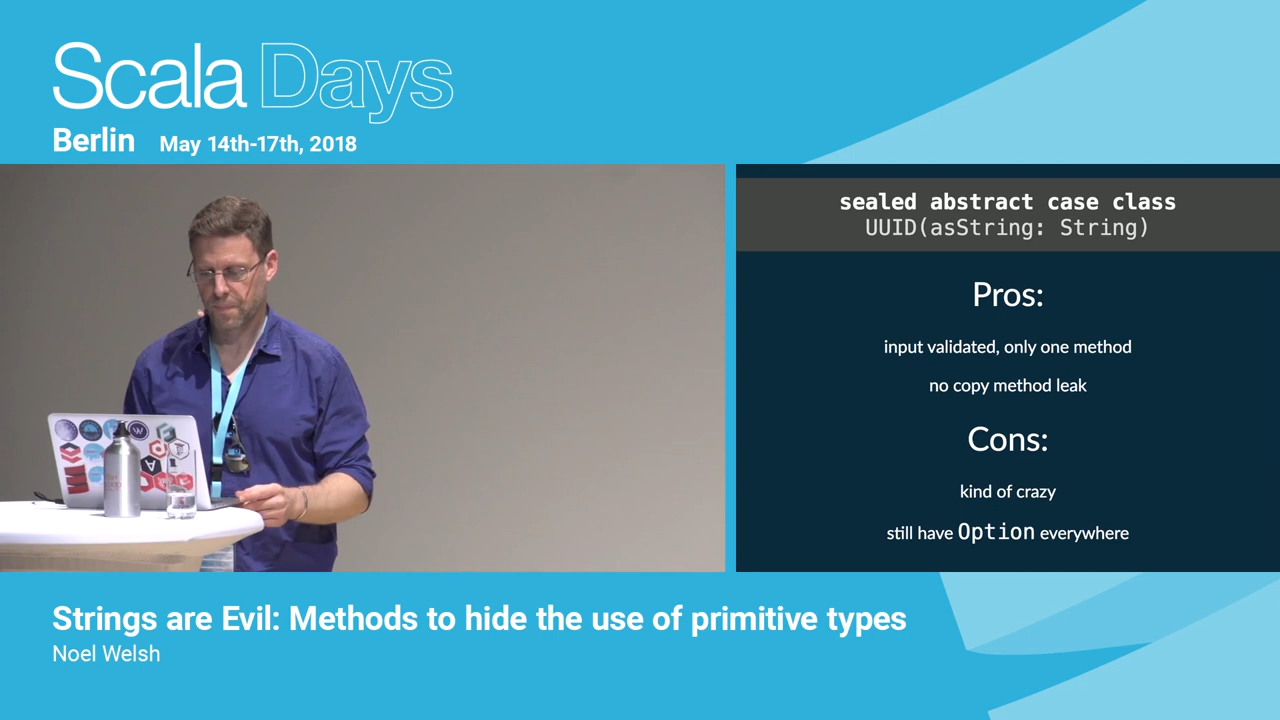 Scala Days
Berlin May 14th-17th, 2018
sealed abstract case class
UUID(asString: String)
Pros:
input validated, only one method
no copy method leak
Cons:
kind of crazy
still have Option everywhere
Strings are Evil: Methods to hide the use of primitive types
Noel Welsh